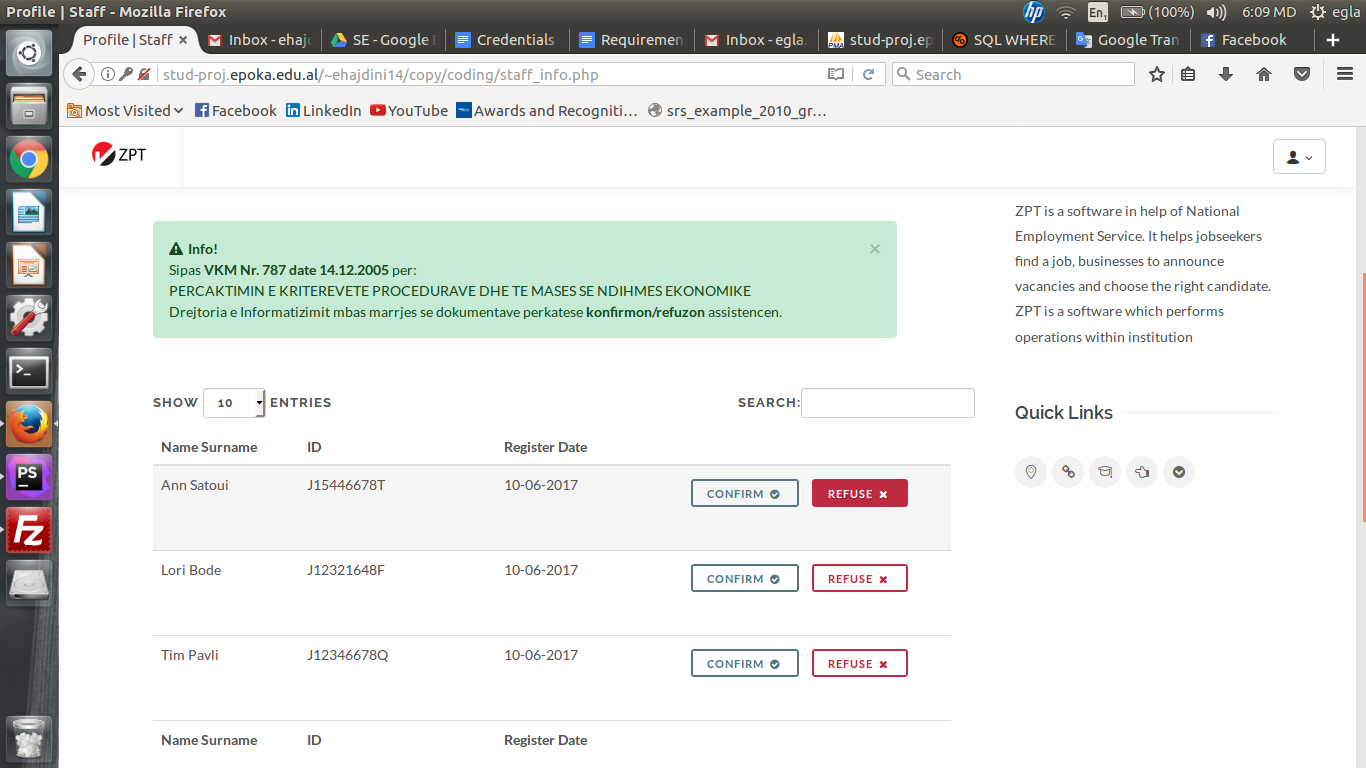 Profile | Staff - Mozilla Firefox
hp En1 (100%) 6:09 MD egla
Profile | Staff × Inbox - ehajd SE - Google D Credentials Requiremen Inbox - egla. stud-proj.ep SQL WHERE Google Tran Facebook
stud-proj.epoka.edu.al/~ehajdini14/copy/coding/staff_info.php Search
Most Visited Facebook LinkedIn YouTube Awards and Recogniti... srs_example_2010_gr...
ZPT
ZPT is a software in help of National
Employment Service. It helps jobseekers
find a job, businesses to announce
vacancies and choose the right candidate.
ZPT is a software which performs
operations within institution
Info! ×
Sipas VKM Nr. 787 date 14.12.2005 per:
PERCAKTIMIN E KRITEREVETE PROCEDURAVE DHE TE MASES SE NDIHMES EKONOMIKE
Drejtoria e Informatizimit mbas marrjes se dokumentave perkatese konfirmon/refuzon assistencen.
SHOW 10 ENTRIES SEARCH:
Quick Links
Name Surname ID Register Date
Ann Satoui J15446678T 10-06-2017 CONFIRM REFUSE
Lori Bode J12321648F 10-06-2017 CONFIRM REFUSE
Tim Pavli J12346678Q 10-06-2017 CONFIRM REFUSE
Name Surname ID Register Date
PS
Fz